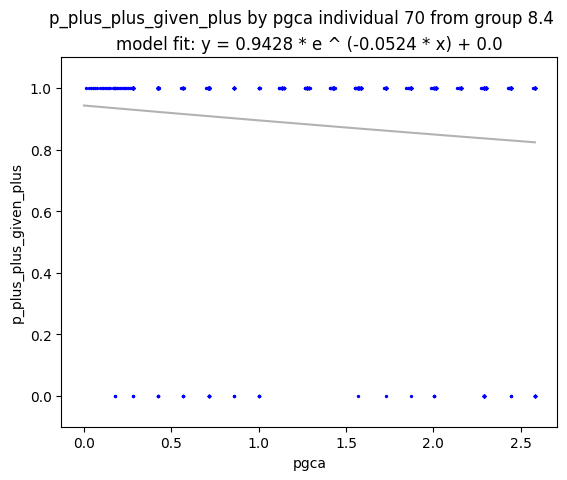 p_plus_plus_given_plus by pgca individual 70 from group 8.4
model fit: y = 0.9428 * e ^ (-0.0524 * x) + 0.0
p_plus_plus_given_plus
1.0
0.8
0.6
0.4
0.2
0.0
0.0 0.5 1.0 1.5 2.0 2.5
pgca